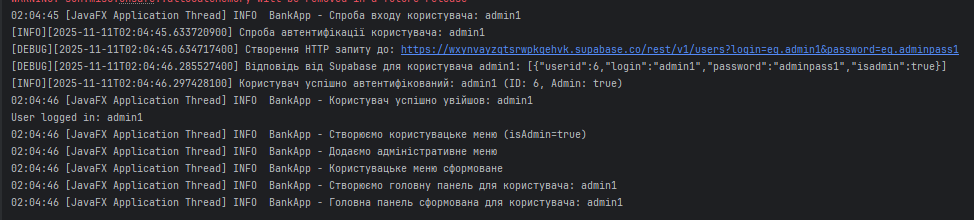 02:04:45 [JavaFX Application Thread] INFO  BankApp - Спроба входу користувача: admin1
[INFO][2025-11-11T02:04:45.633720900] Спроба автентифікації користувача: admin1
[DEBUG][2025-11-11T02:04:45.634717400] Створення HTTP запиту до: https://wxynvayzqtsrwpkgehvk.supabase.co/rest/v1/users?login=eq.admin1&password=eq.adminpass1
[DEBUG][2025-11-11T02:04:46.285527400] Відповідь від Supabase для користувача admin1: [{"userid":6,"login":"admin1","password":"adminpass1","isadmin":true}]
[INFO][2025-11-11T02:04:46.297428100] Користувач успішно автентифікований: admin1 (ID: 6, Admin: true)
02:04:46 [JavaFX Application Thread] INFO  BankApp - Користувач успішно увійшов: admin1
User logged in: admin1
02:04:46 [JavaFX Application Thread] INFO  BankApp - Створюємо користувацьке меню (isAdmin=true)
02:04:46 [JavaFX Application Thread] INFO  BankApp - Додаємо адміністративне меню
02:04:46 [JavaFX Application Thread] INFO  BankApp - Користувацьке меню сформоване
02:04:46 [JavaFX Application Thread] INFO  BankApp - Створюємо головну панель для користувача: admin1
02:04:46 [JavaFX Application Thread] INFO  BankApp - Головна панель сформована для користувача: admin1